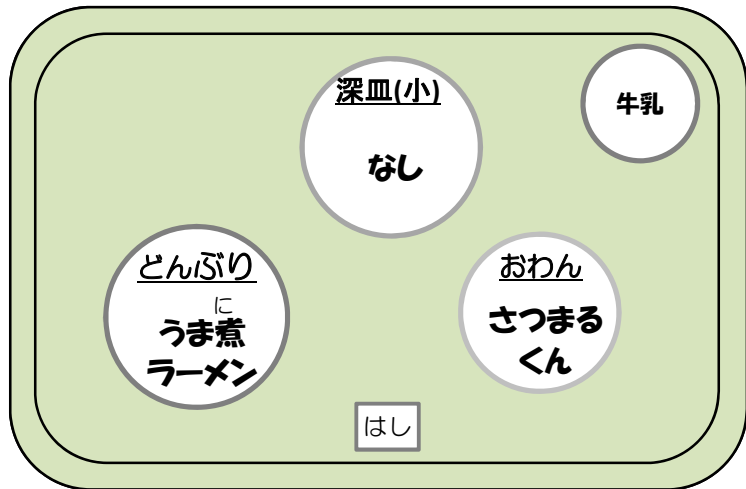 深皿(小)
なし
牛乳
どんぶり
に
うま煮
ラーメン
おわん
さつまる
くん
はし